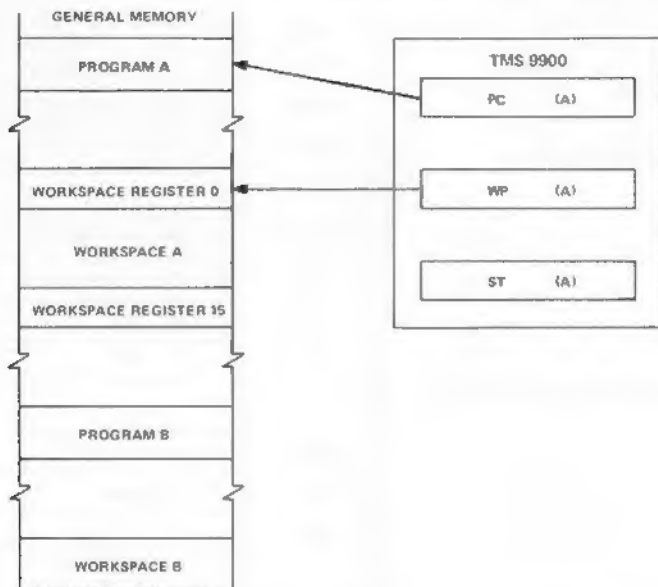 GENERAL MEMORY
PROGRAM A
WORKSPACE REGISTER 0
WORKSPACE A
WORKSPACE REGISTER 15
PROGRAM B
WORKSPACE B
TMS 9900
PC (A)
WP (A)
ST (A)